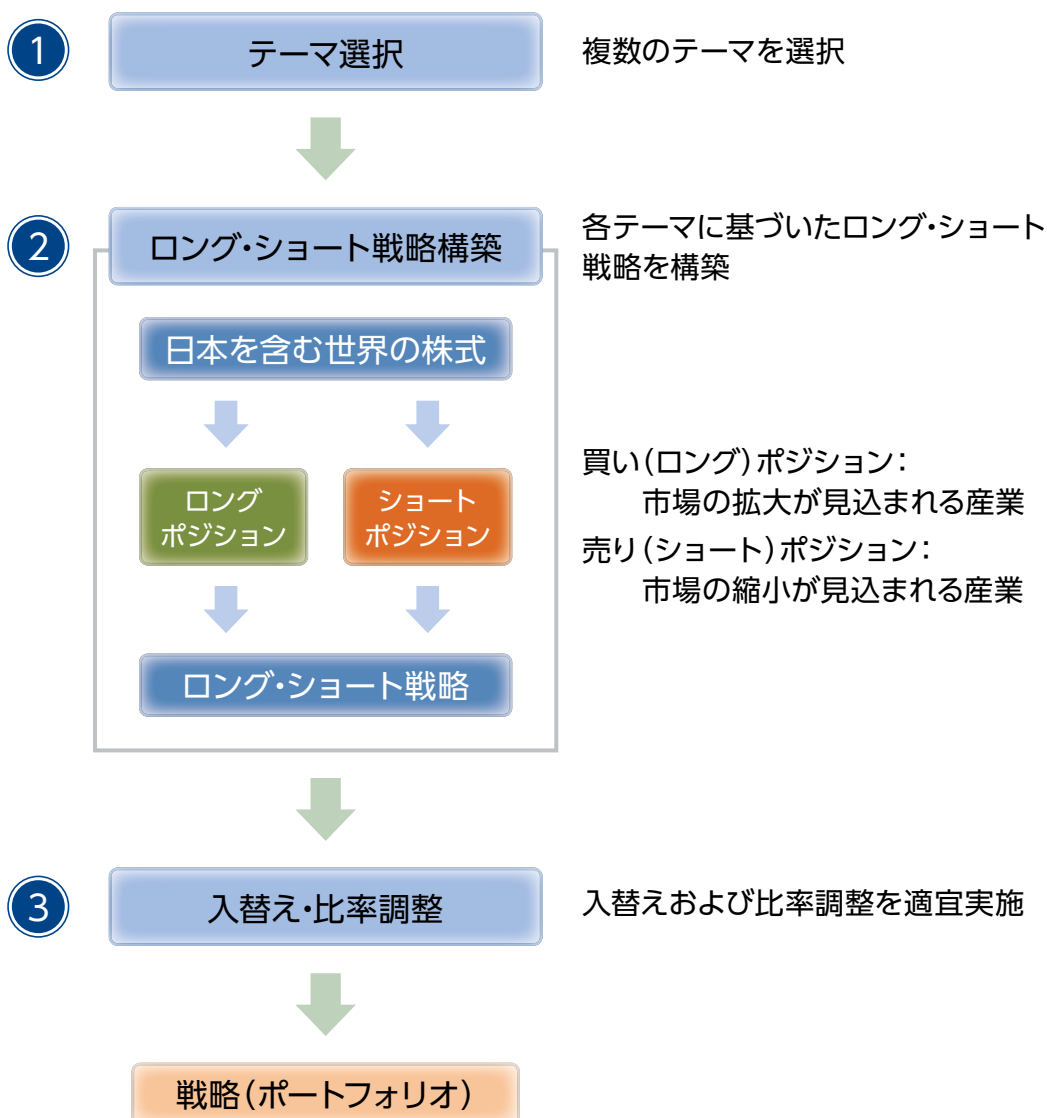 1
テーマ選択
複数のテーマを選択
2
ロング・ショート戦略構築
各テーマに基づいたロング・ショート
戦略を構築
日本を含む世界の株式
ロング
ポジション
ショート
ポジション
買い(ロング)ポジション：
市場の拡大が見込まれる産業
売り(ショート)ポジション：
市場の縮小が見込まれる産業
ロング・ショート戦略
3
入替え・比率調整
入替えおよび比率調整を適宜実施
戦略(ポートフォリオ)